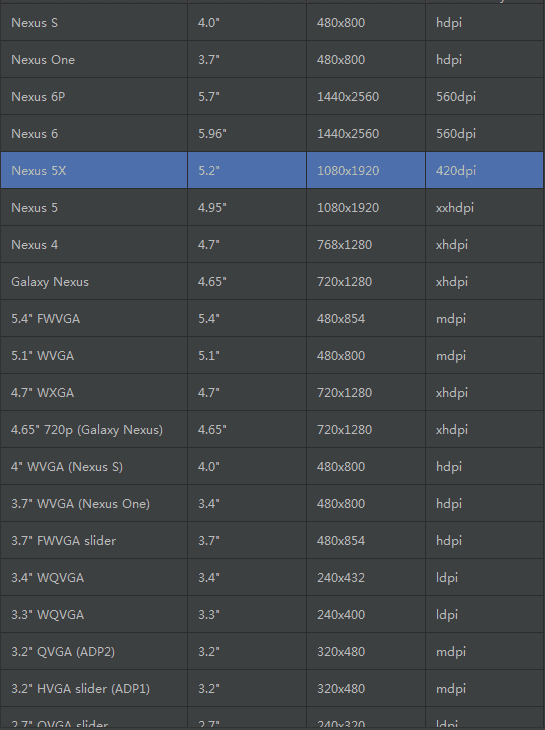 Nexus S 4.0" 480x800 hdpi
Nexus One 3.7" 480x800 hdpi
Nexus 6P 5.7" 1440x2560 560dpi
Nexus 6 5.96" 1440x2560 560dpi
Nexus 5X 5.2" 1080x1920 420dpi
Nexus 5 4.95" 1080x1920 xxhdpi
Nexus 4 4.7" 768x1280 xhdpi
Galaxy Nexus 4.65" 720x1280 xhdpi
5.4" FWVGA 5.4" 480x854 mdpi
5.1" WVGA 5.1" 480x800 mdpi
4.7" WXGA 4.7" 720x1280 xhdpi
4.65" 720p (Galaxy Nexus) 4.65" 720x1280 xhdpi
4" WVGA (Nexus S) 4.0" 480x800 hdpi
3.7" WVGA (Nexus One) 3.4" 480x800 hdpi
3.7" FWVGA slider 3.7" 480x854 hdpi
3.4" WQVGA 3.4" 240x432 ldpi
3.3" WQVGA 3.3" 240x400 ldpi
3.2" QVGA (ADP2) 3.2" 320x480 mdpi
3.2" HVGA slider (ADP1) 3.2" 320x480 mdpi
2.7" QVGA slider 2.7" 240x320 ldpi